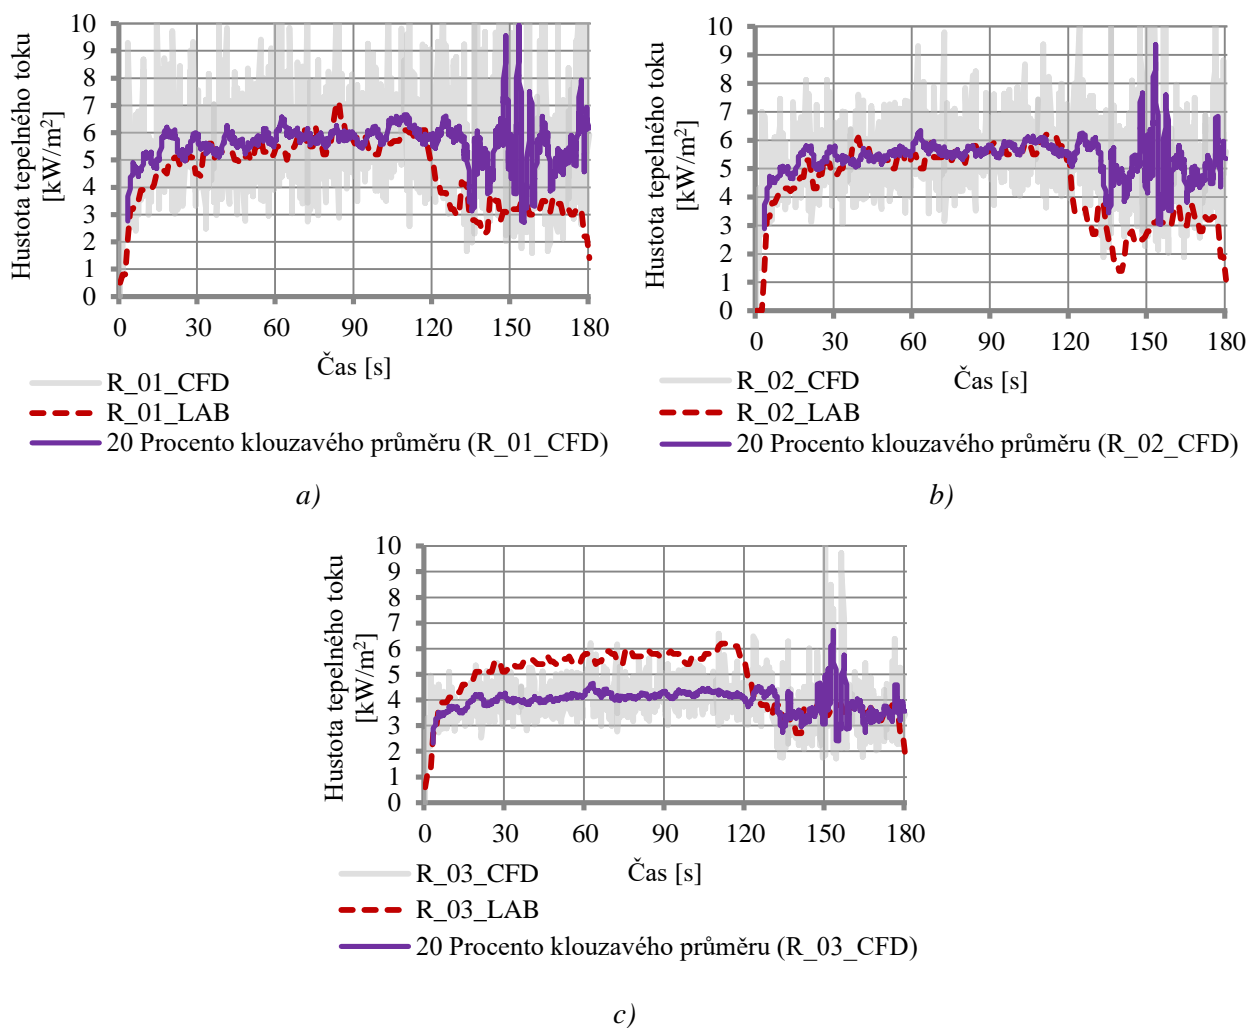 Hustota tepelného toku
[kW/m²]
10
9
8
7
6
5
4
3
2
1
0
0 30 60 90 120 150 180
Čas [s]
R_01_CFD
R_01_LAB
20 Procento klouzavého průměru (R_01_CFD)
a)
Hustota tepelného toku
[kW/m²]
10
9
8
7
6
5
4
3
2
1
0
0 30 60 90 120 150 180
Čas [s]
R_02_CFD
R_02_LAB
20 Procento klouzavého průměru (R_02_CFD)
b)
Hustota tepelného toku
[kW/m²]
10
9
8
7
6
5
4
3
2
1
0
0 30 60 90 120 150 180
Čas [s]
R_03_CFD
R_03_LAB
20 Procento klouzavého průměru (R_03_CFD)
c)